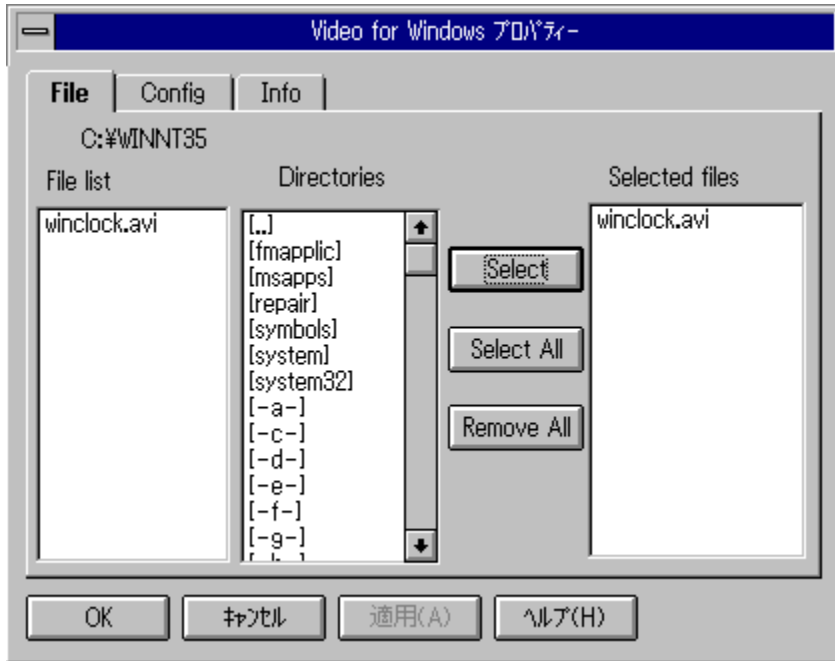 Video for Windows ﾌﾟﾛﾊﾟﾃｨｰ
File Config Info
C:¥WINNT35
File list
winclock.avi
Directories
[..]
[fmapplic]
[msapps]
[repair]
[symbols]
[system]
[system32]
[-a-]
[-c-]
[-d-]
[-e-]
[-f-]
[-g-]
Select
Select All
Remove All
Selected files
winclock.avi
OK ｷｬﾝｾﾙ 適用(A) ﾍﾙﾌﾟ(H)